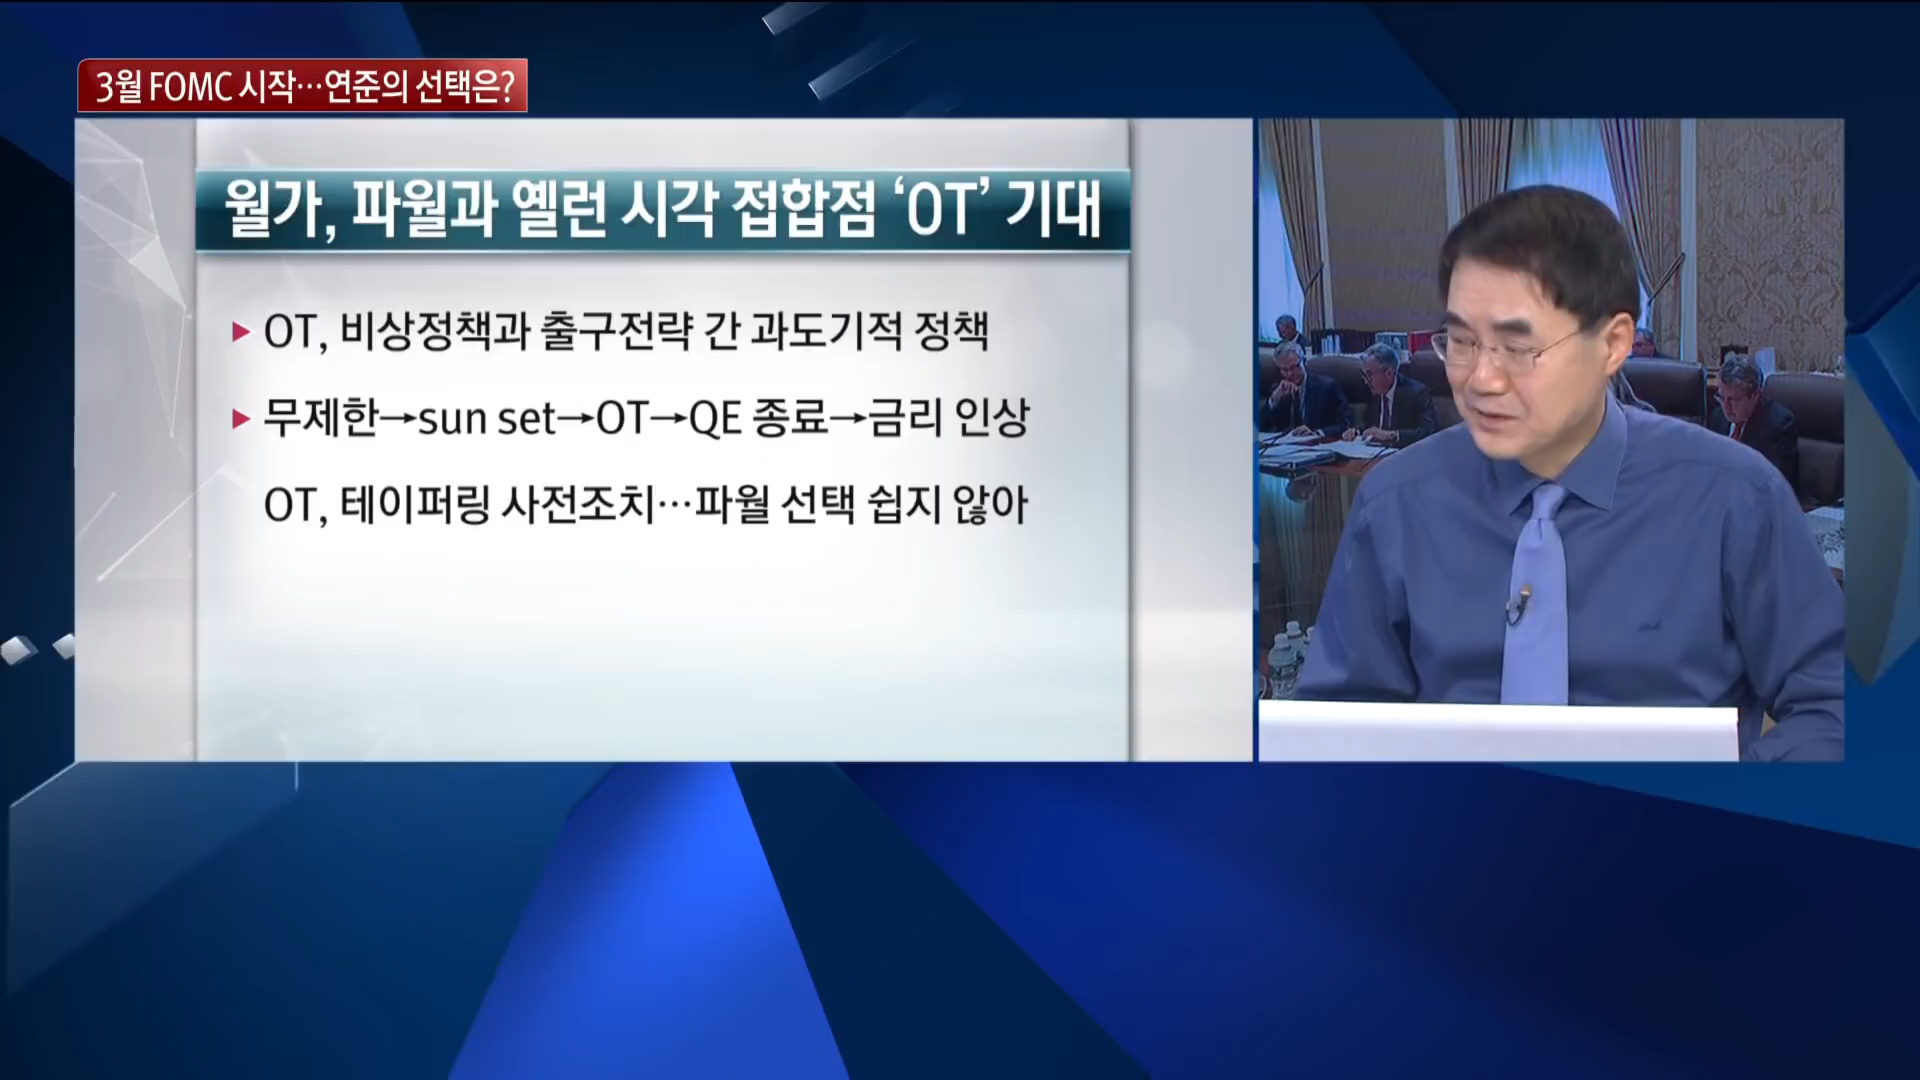 3월 FOMC 시작…연준의 선택은?
월가, 파월과 옐런 시각 접합점 ‘OT’ 기대
▶ OT, 비상정책과 출구전략 간 과도기적 정책
▶ 무제한→sun set→OT→QE 종료→금리 인상
OT, 테이퍼링 사전조치…파월 선택 쉽지 않아